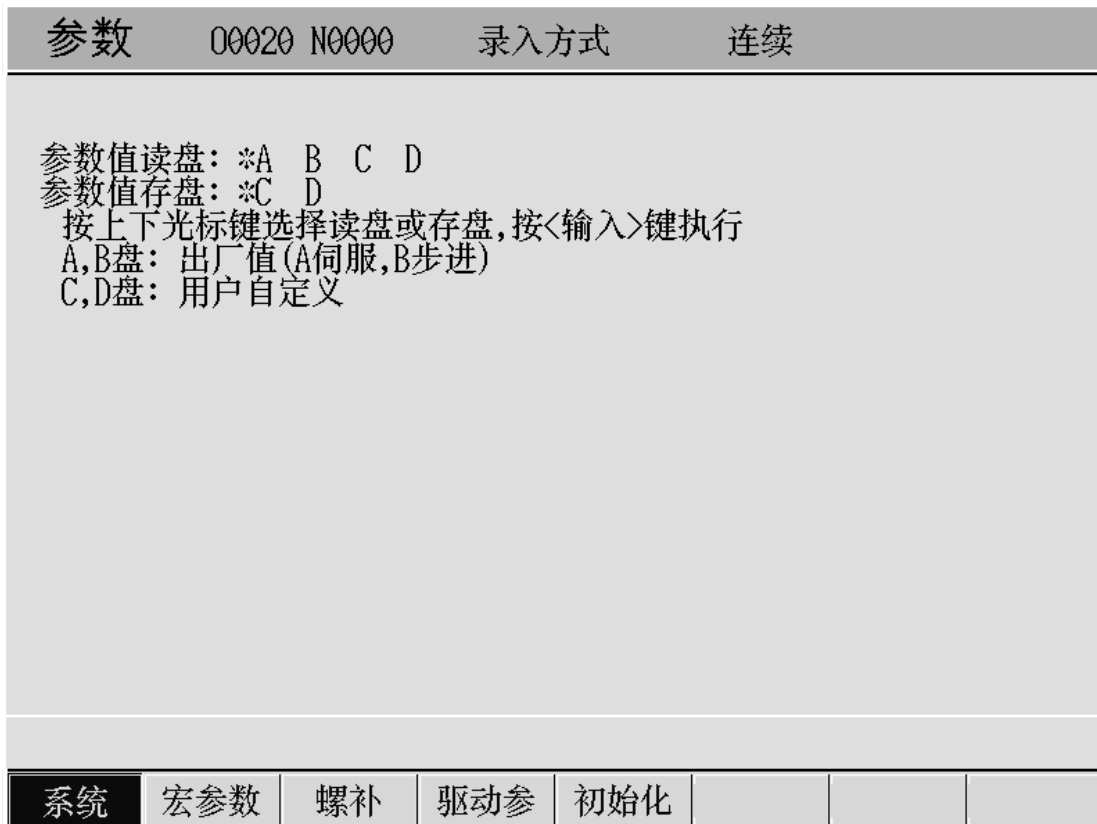 参数 O0020 N0000 录入方式 连续
参数值读盘: *A B C D
参数值存盘: *C D
按上下光标键选择读盘或存盘,按<输入>键执行
A,B盘: 出厂值(A伺服,B步进)
C,D盘: 用户自定义
系统 宏参数 螺补 驱动参 初始化